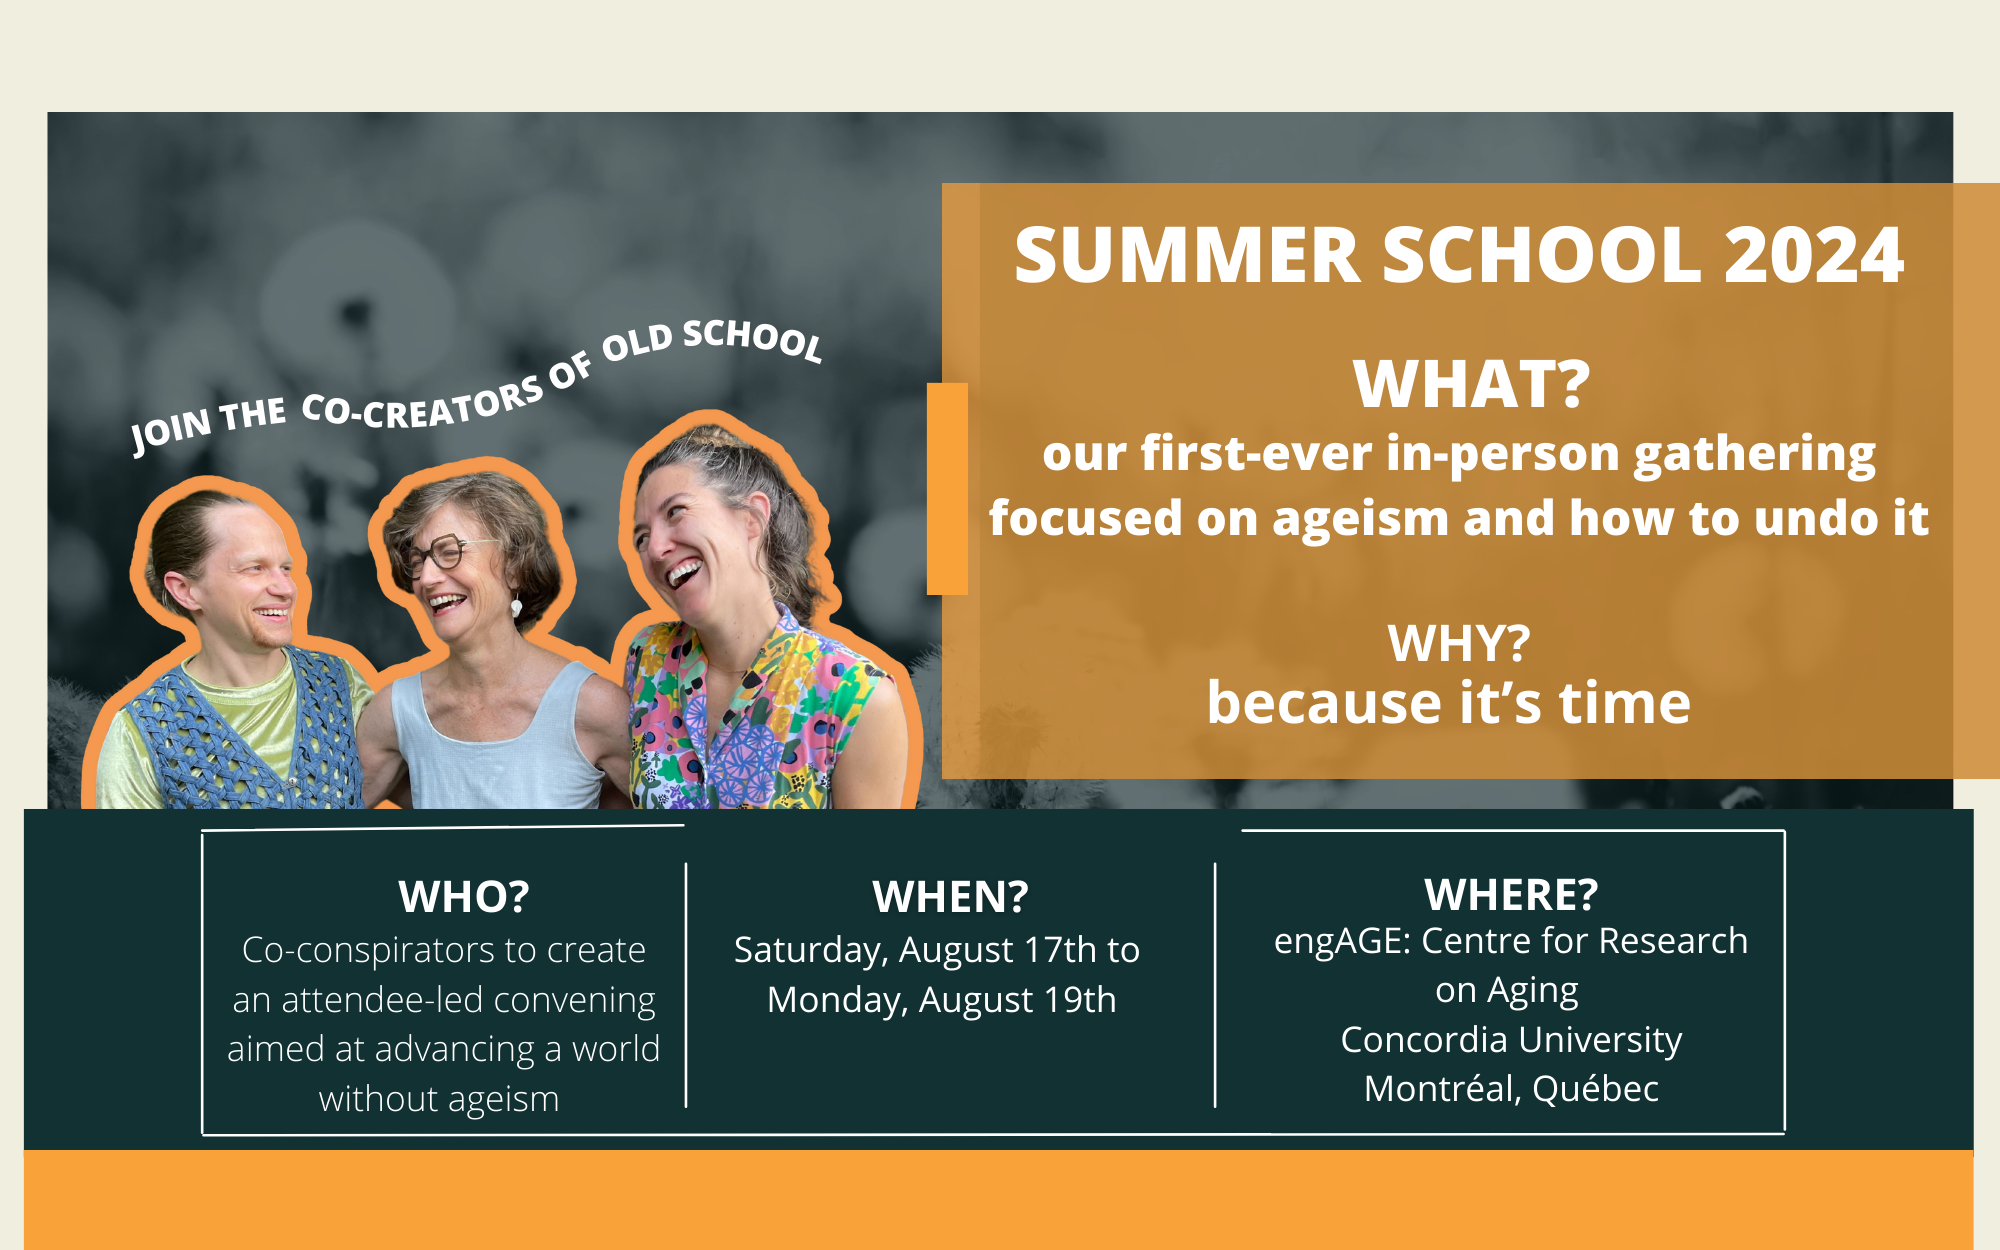 JOIN THE CO-CREATORS OF OLD SCHOOL
SUMMER SCHOOL 2024
WHAT?
our first-ever in-person gathering
focused on ageism and how to undo it
WHY?
because it’s time
WHO?
Co-conspirators to create
an attendee-led convening
aimed at advancing a world
without ageism
WHEN?
Saturday, August 17th to
Monday, August 19th
WHERE?
engAGE: Centre for Research
on Aging
Concordia University
Montréal, Québec